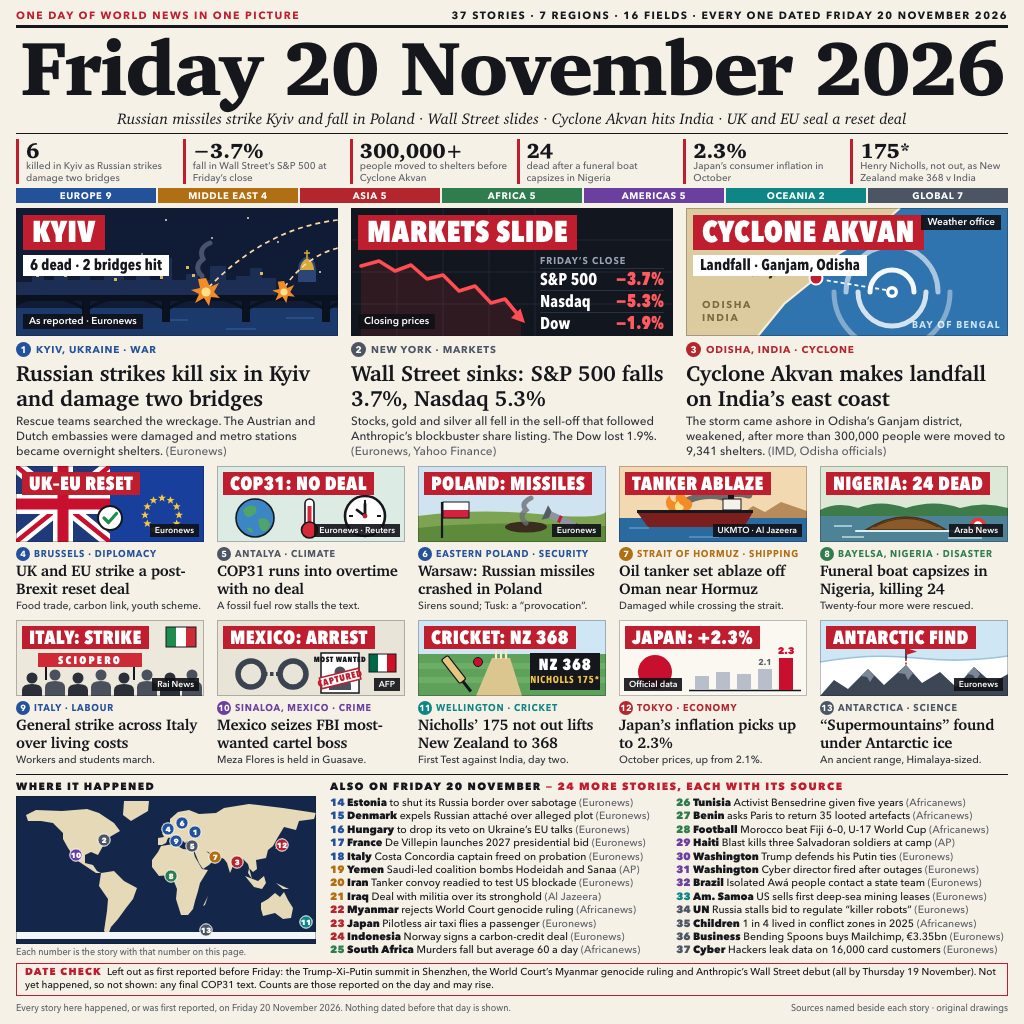 ONE DAY OF WORLD NEWS IN ONE PICTURE
37 STORIES · 7 REGIONS · 16 FIELDS · EVERY ONE DATED FRIDAY 20 NOVEMBER 2026
Friday 20 November 2026
Russian missiles strike Kyiv and fall in Poland · Wall Street slides · Cyclone Akvan hits India · UK and EU seal a reset deal
6
killed in Kyiv as Russian strikes
damage two bridges
−3.7%
fall in Wall Street's S&P 500 at
Friday's close
300,000+
people moved to shelters before
Cyclone Akvan
24
dead after a funeral boat
capsizes in Nigeria
2.3%
Japan's consumer inflation in
October
175*
Henry Nicholls, not out, as New
Zealand make 368 v India
EUROPE 9
MIDDLE EAST 4
ASIA 5
AFRICA 5
AMERICAS 5
OCEANIA 2
GLOBAL 7
KYIV
6 dead · 2 bridges hit
As reported · Euronews
MARKETS SLIDE
FRIDAY'S CLOSE
S&P 500 −3.7%
Nasdaq −5.3%
Dow −1.9%
Closing prices
CYCLONE AKVAN
Weather office
Landfall · Ganjam, Odisha
ODISHA
INDIA
BAY OF BENGAL
1 KYIV, UKRAINE · WAR
Russian strikes kill six in Kyiv
and damage two bridges
Rescue teams searched the wreckage. The Austrian and
Dutch embassies were damaged and metro stations
became overnight shelters. (Euronews)
2 NEW YORK · MARKETS
Wall Street sinks: S&P 500 falls
3.7%, Nasdaq 5.3%
Stocks, gold and silver all fell in the sell-off that followed
Anthropic's blockbuster share listing. The Dow lost 1.9%.
(Euronews, Yahoo Finance)
3 ODISHA, INDIA · CYCLONE
Cyclone Akvan makes landfall
on India’s east coast
The storm came ashore in Odisha’s Ganjam district,
weakened, after more than 300,000 people were moved to
9,341 shelters. (IMD, Odisha officials)
UK–EU RESET
Euronews
COP31: NO DEAL
Euronews · Reuters
POLAND: MISSILES
Euronews
TANKER ABLAZE
UKMTO · Al Jazeera
NIGERIA: 24 DEAD
Arab News
4 BRUSSELS · DIPLOMACY
UK and EU strike a post-
Brexit reset deal
Food trade, carbon link, youth scheme.
5 ANTALYA · CLIMATE
COP31 runs into overtime
with no deal
A fossil fuel row stalls the text.
6 EASTERN POLAND · SECURITY
Warsaw: Russian missiles
crashed in Poland
Sirens sound; Tusk: a “provocation”.
7 STRAIT OF HORMUZ · SHIPPING
Oil tanker set ablaze off
Oman near Hormuz
Damaged while crossing the strait.
8 BAYELSA, NIGERIA · DISASTER
Funeral boat capsizes in
Nigeria, killing 24
Twenty-four more were rescued.
ITALY: STRIKE
SCIOPERO
Rai News
MEXICO: ARREST
MOST WANTED
AFP
CRICKET: NZ 368
NZ 368
NICHOLLS 175*
JAPAN: +2.3%
2.1
2.3
Official data
ANTARCTIC FIND
Euronews
9 ITALY · LABOUR
General strike across Italy
over living costs
Workers and students march.
10 SINALOA, MEXICO · CRIME
Mexico seizes FBI most-
wanted cartel boss
Meza Flores is held in Guasave.
11 WELLINGTON · CRICKET
Nicholls’ 175 not out lifts
New Zealand to 368
First Test against India, day two.
12 TOKYO · ECONOMY
Japan’s inflation picks up
to 2.3%
October prices, up from 2.1%.
13 ANTARCTICA · SCIENCE
“Supermountains” found
under Antarctic ice
An ancient range, Himalaya-sized.
WHERE IT HAPPENED
1
2
3
4
5
6
7
8
9
10
11
12
13
Each number is the story with that number on this page.
ALSO ON FRIDAY 20 NOVEMBER — 24 MORE STORIES, EACH WITH ITS SOURCE
14 Estonia to shut its Russia border over sabotage (Euronews)
15 Denmark expels Russian attaché over alleged plot (Euronews)
16 Hungary to drop its veto on Ukraine’s EU talks (Euronews)
17 France De Villepin launches 2027 presidential bid (Euronews)
18 Italy Costa Concordia captain freed on probation (Euronews)
19 Yemen Saudi-led coalition bombs Hodeidah and Sanaa (AP)
20 Iran Tanker convoy readied to test US blockade (Euronews)
21 Iraq Deal with militia over its stronghold (Al Jazeera)
22 Myanmar rejects World Court genocide ruling (Africanews)
23 Japan Pilotless air taxi flies a passenger (Euronews)
24 Indonesia Norway signs a carbon-credit deal (Euronews)
25 South Africa Murders fall but average 60 a day (Africanews)
26 Tunisia Activist Bensedrine given five years (Africanews)
27 Benin asks Paris to return 35 looted artefacts (Africanews)
28 Football Morocco beat Fiji 6-0, U-17 World Cup (Africanews)
29 Haiti Blast kills three Salvadoran soldiers at camp (AP)
30 Washington Trump defends his Putin ties (Euronews)
31 Washington Cyber director fired after outages (Euronews)
32 Brazil Isolated Awá people contact a state team (Euronews)
33 Am. Samoa US sells first deep-sea mining leases (Euronews)
34 UN Russia stalls bid to regulate “killer robots” (Euronews)
35 Children 1 in 4 lived in conflict zones in 2025 (Africanews)
36 Business Bending Spoons buys Mailchimp, €3.35bn (Euronews)
37 Cyber Hackers leak data on 16,000 card customers (Euronews)
DATE CHECK Left out as first reported before Friday: the Trump–Xi–Putin summit in Shenzhen, the World Court’s Myanmar genocide ruling and Anthropic’s Wall Street debut (all by Thursday 19 November). Not
yet happened, so not shown: any final COP31 text. Counts are those reported on the day and may rise.
Every story here happened, or was first reported, on Friday 20 November 2026. Nothing dated before that day is shown.
Sources named beside each story · original drawings